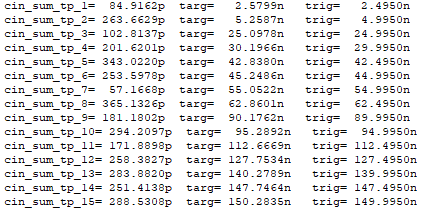 cin_sum_tp_1= 84.9162p targ= 2.5799n trig= 2.4950n
cin_sum_tp_2= 263.6629p targ= 5.2587n trig= 4.9950n
cin_sum_tp_3= 102.8137p targ= 25.0978n trig= 24.9950n
cin_sum_tp_4= 201.6201p targ= 30.1966n trig= 29.9950n
cin_sum_tp_5= 343.0220p targ= 42.8380n trig= 42.4950n
cin_sum_tp_6= 253.5978p targ= 45.2486n trig= 44.9950n
cin_sum_tp_7= 57.1668p targ= 55.0522n trig= 54.9950n
cin_sum_tp_8= 365.1326p targ= 62.8601n trig= 62.4950n
cin_sum_tp_9= 181.1802p targ= 90.1762n trig= 89.9950n
cin_sum_tp_10= 294.2097p targ= 95.2892n trig= 94.9950n
cin_sum_tp_11= 171.8898p targ= 112.6669n trig= 112.4950n
cin_sum_tp_12= 258.3827p targ= 127.7534n trig= 127.4950n
cin_sum_tp_13= 283.8820p targ= 140.2789n trig= 139.9950n
cin_sum_tp_14= 251.4138p targ= 147.7464n trig= 147.4950n
cin_sum_tp_15= 288.5308p targ= 150.2835n trig= 149.9950n